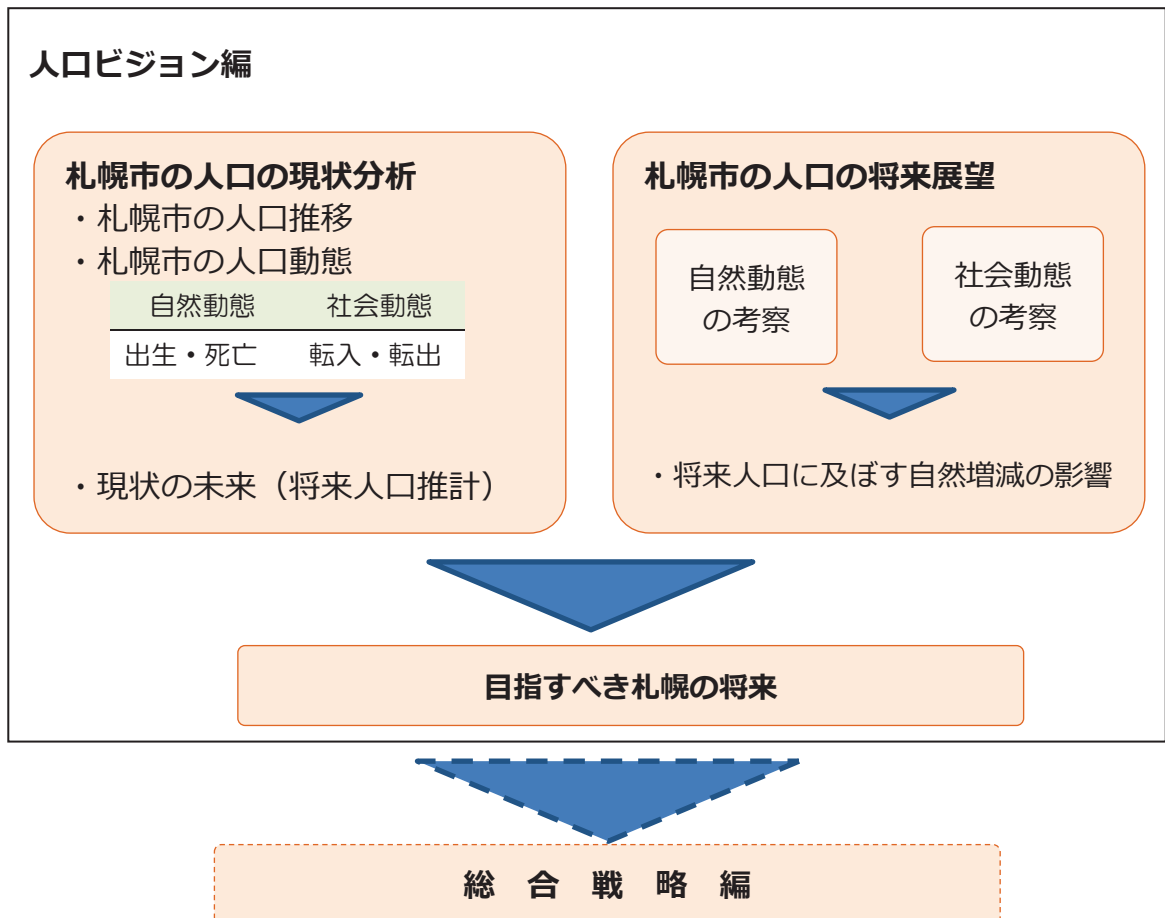 人口ビジョン編
札幌市の人口の現状分析
・札幌市の人口推移
・札幌市の人口動態
自然動態 社会動態
出生・死亡 転入・転出
・現状の未来（将来人口推計）
札幌市の人口の将来展望
自然動態
の考察
社会動態
の考察
・将来人口に及ぼす自然増減の影響
目指すべき札幌の将来
総 合 戦 略 編